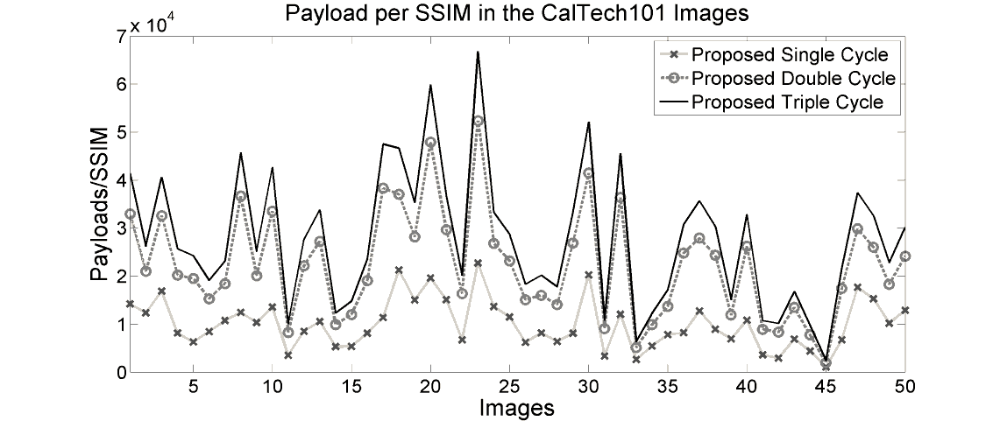 Payload per SSIM in the CalTech101 Images
x 10^4
Proposed Single Cycle
Proposed Double Cycle
Proposed Triple Cycle
7
6
5
4
3
2
1
0
Payloads/SSIM
5 10 15 20 25 30 35 40 45 50
Images